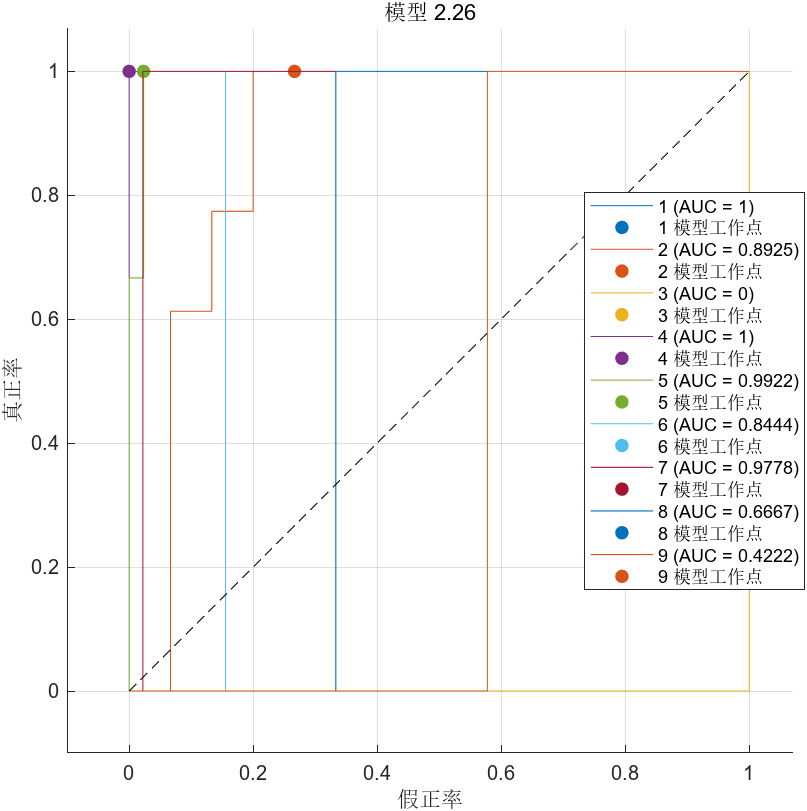 模型 2.26
1
0.8
0.6
0.4
0.2
0
真正率
0
0.2
0.4
0.6
0.8
1
假正率
1 (AUC = 1)
1 模型工作点
2 (AUC = 0.8925)
2 模型工作点
3 (AUC = 0)
3 模型工作点
4 (AUC = 1)
4 模型工作点
5 (AUC = 0.9922)
5 模型工作点
6 (AUC = 0.8444)
6 模型工作点
7 (AUC = 0.9778)
7 模型工作点
8 (AUC = 0.6667)
8 模型工作点
9 (AUC = 0.4222)
9 模型工作点